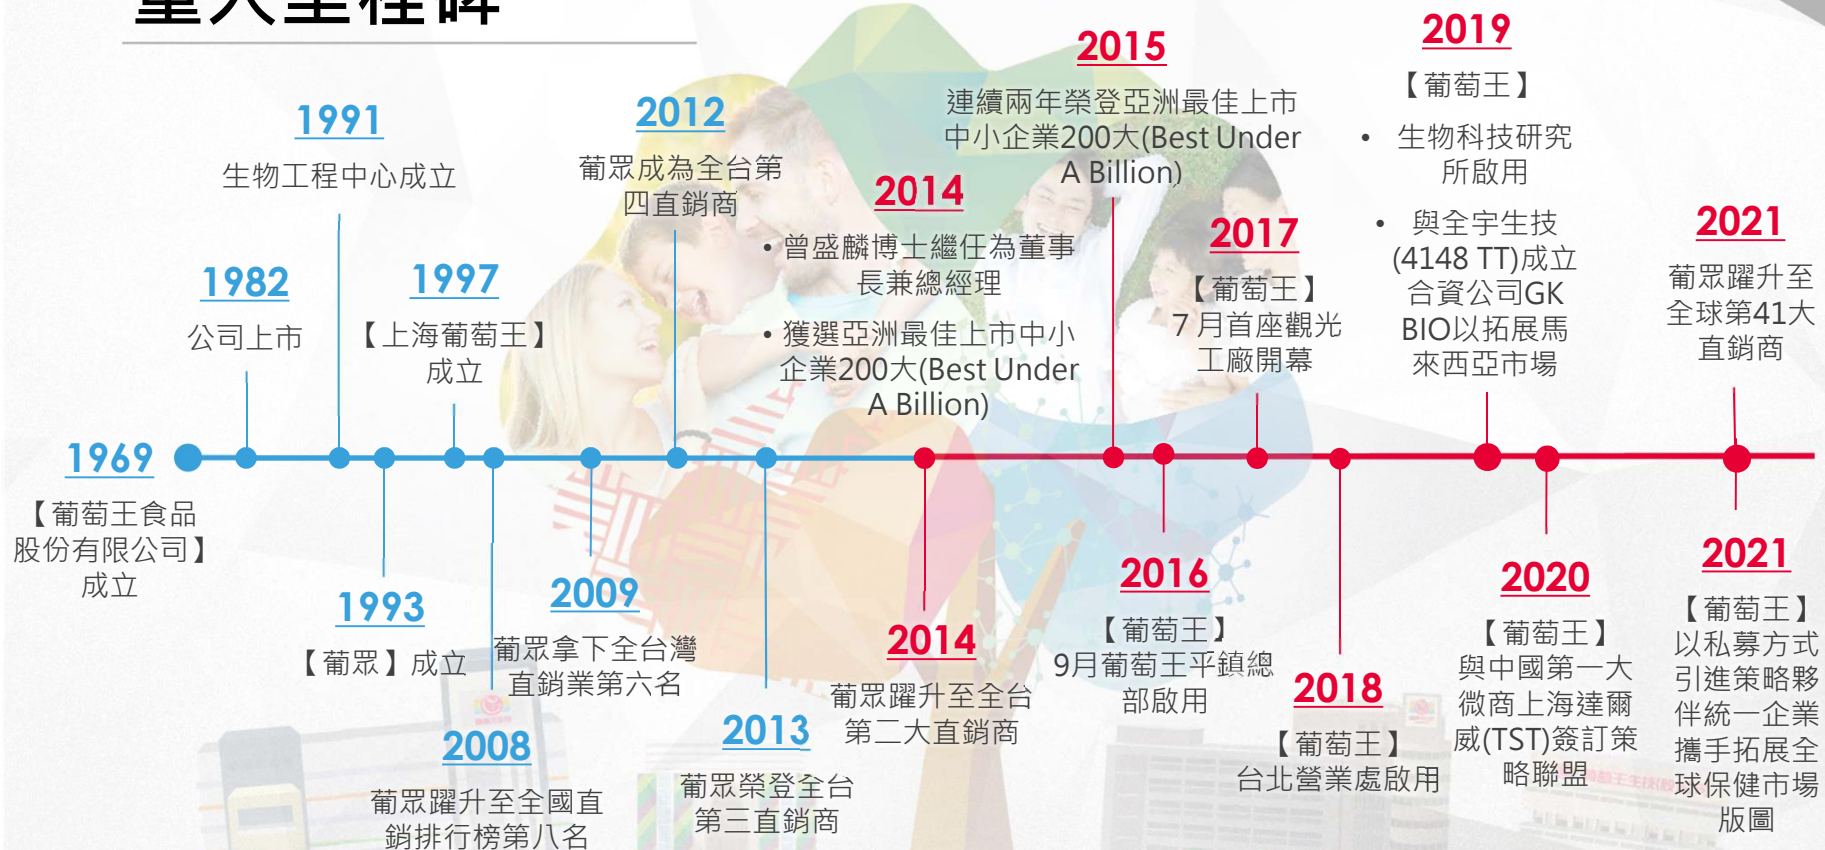 重大里程碑
1991
生物工程中心成立
1982
公司上市
1997
【上海葡萄王】
成立
2012
葡眾成為全台第
四直銷商
2014
• 曾盛麟博士繼任為董事
長兼總經理
• 獲選亞洲最佳上市中小
企業200大(Best Under
A Billion)
2015
連續兩年榮登亞洲最佳上市
中小企業200大(Best Under
A Billion)
2017
【葡萄王】
7月首座觀光
工廠開幕
2019
【葡萄王】
• 生物科技研究
所啟用
• 與全宇生技
(4148 TT)成立
合資公司GK
BIO以拓展馬
來西亞市場
2021
葡眾躍升至
全球第41大
直銷商
1969
【葡萄王食品
股份有限公司】
成立
1993
【葡眾】成立
2008
葡眾躍升至全國直
銷排行榜第八名
2009
葡眾拿下全台灣
直銷業第六名
2013
葡眾榮登全台
第三直銷商
2014
葡眾躍升至全台
第二大直銷商
2016
【葡萄王】
9月葡萄王平鎮總
部啟用
2018
【葡萄王】
台北營業處啟用
2020
【葡萄王】
與中國第一大
微商上海達爾
威(TST)簽訂策
略聯盟
2021
【葡萄王】
以私募方式
引進策略夥
伴統一企業
攜手拓展全
球保健市場
版圖